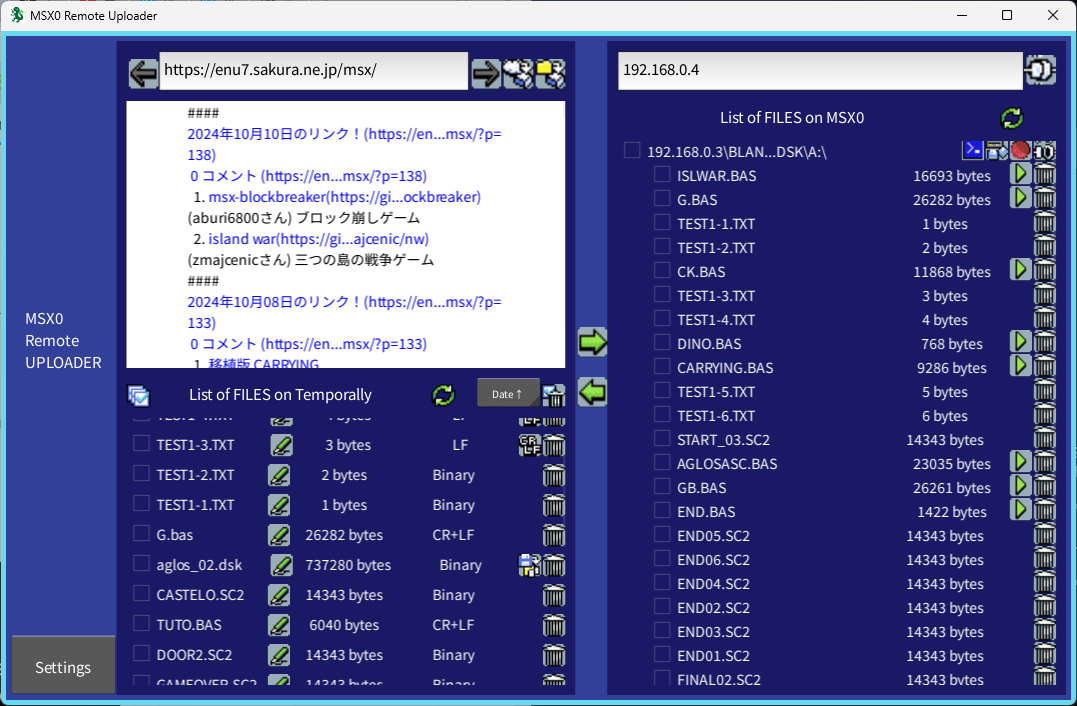 MSX0 Remote Uploader
MSX0
Remote
UPLOADER
Settings
https://enu7.sakura.ne.jp/msx/
####
2024年10月10日のリンク！(https://en...msx/?p=
138)
0 コメント (https://en...msx/?p=138)
1. msx-blockbreaker(https://gi...ockbreaker)
(aburi6800さん) ブロック崩しゲーム
2. island war(https://gi...ajcenic/nw)
(zmajcenicさん) 三つの島の戦争ゲーム
####
2024年10月08日のリンク！(https://en...msx/?p=
133)
0 コメント (https://en...msx/?p=133)
1. 移植版 CARRYING
List of FILES on Temporally
Date ↑
TEST1-3.TXT 3 bytes LF CR LF
TEST1-2.TXT 2 bytes Binary
TEST1-1.TXT 1 bytes Binary
G.bas 26282 bytes CR+LF
aglos_02.dsk 737280 bytes Binary
CASTELO.SC2 14343 bytes Binary
TUTO.BAS 6040 bytes CR+LF
DOOR2.SC2 14343 bytes Binary
GAMEOVER.SC2 14343 bytes Binary
192.168.0.4
List of FILES on MSX0
192.168.0.3\BLAN...DSK\A:\
ISLWAR.BAS 16693 bytes
G.BAS 26282 bytes
TEST1-1.TXT 1 bytes
TEST1-2.TXT 2 bytes
CK.BAS 11868 bytes
TEST1-3.TXT 3 bytes
TEST1-4.TXT 4 bytes
DINO.BAS 768 bytes
CARRYING.BAS 9286 bytes
TEST1-5.TXT 5 bytes
TEST1-6.TXT 6 bytes
START_03.SC2 14343 bytes
AGLOSASC.BAS 23035 bytes
GB.BAS 26261 bytes
END.BAS 1422 bytes
END05.SC2 14343 bytes
END06.SC2 14343 bytes
END04.SC2 14343 bytes
END02.SC2 14343 bytes
END03.SC2 14343 bytes
END01.SC2 14343 bytes
FINAL02.SC2 14343 bytes